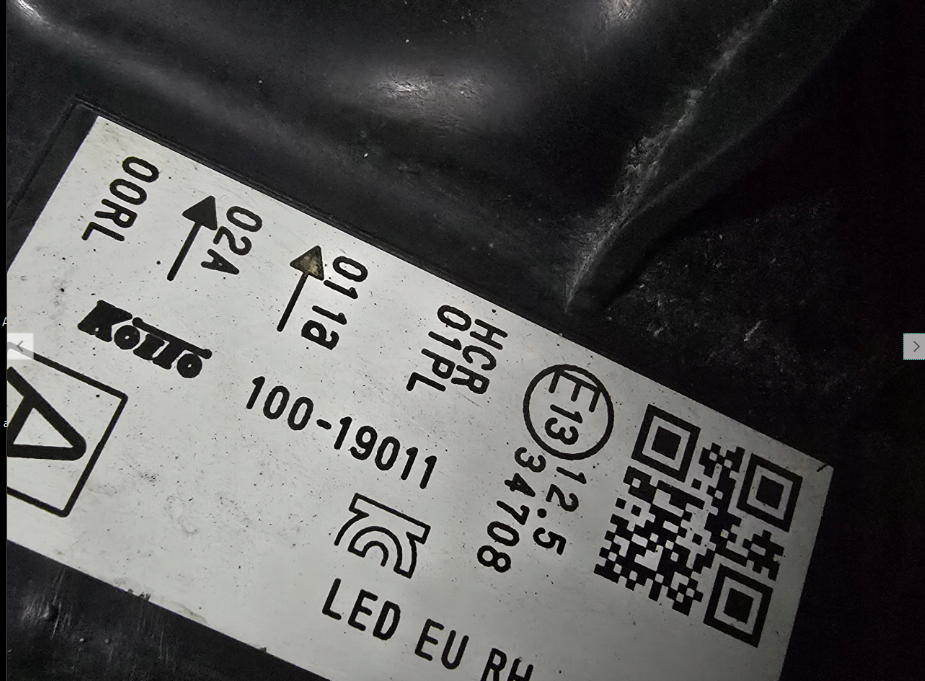 00RL
02A
01 1a
HCR
01PL
E13
12.5
34708
KOITO
100-19011
A
LED EU RH